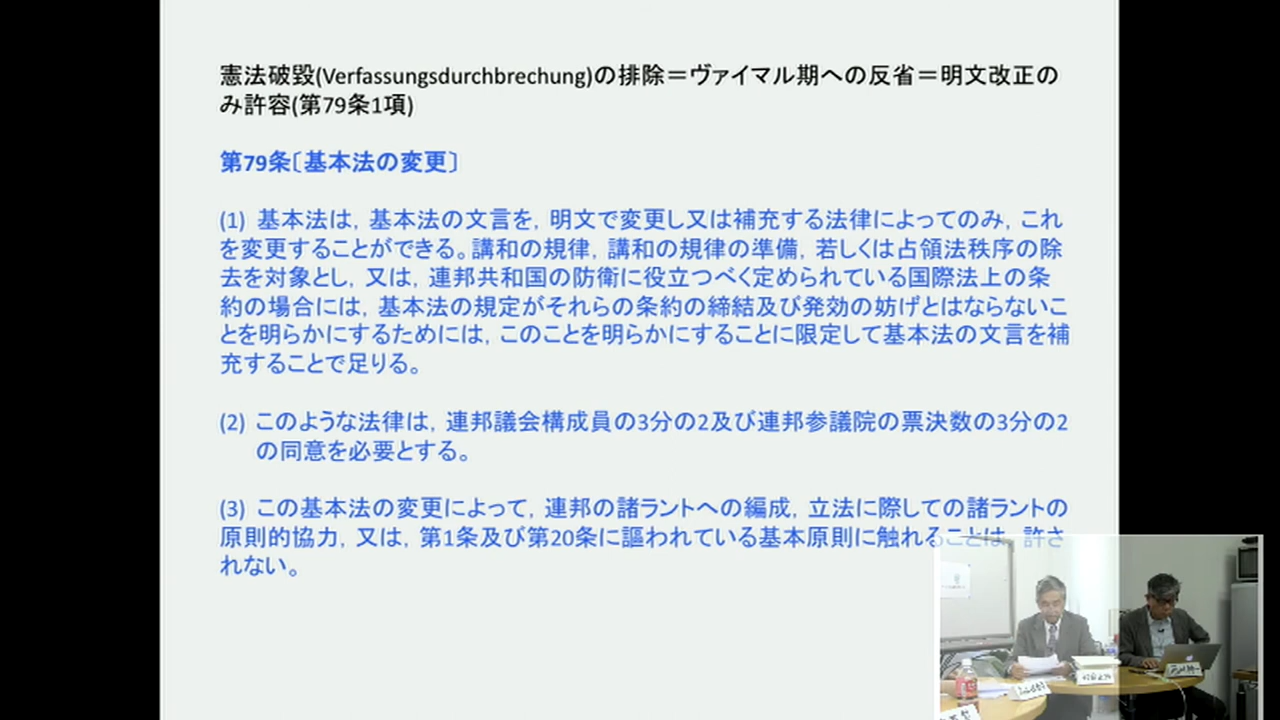 憲法破毀(Verfassungsdurchbrechung)の排除＝ヴァイマル期への反省＝明文改正の
み許容(第79条1項)
第79条〔基本法の変更〕
(1) 基本法は, 基本法の文言を, 明文で変更し又は補充する法律によってのみ, これ
を変更することができる。講和の規律, 講和の規律の準備, 若しくは占領法秩序の除
去を対象とし, 又は, 連邦共和国の防衛に役立つべく定められている国際法上の条
約の場合には, 基本法の規定がそれらの条約の締結及び発効の妨げとはならないこ
とを明らかにするためには, このことを明らかにすることに限定して基本法の文言を補
充することで足りる。
(2) このような法律は, 連邦議会構成員の3分の2及び連邦参議院の票決数の3分の2
の同意を必要とする。
(3) この基本法の変更によって, 連邦の諸ラントへの編成, 立法に際しての諸ラントの
原則的協力, 又は, 第1条及び第20条に謳われている基本原則に触れることは, 許さ
れない。